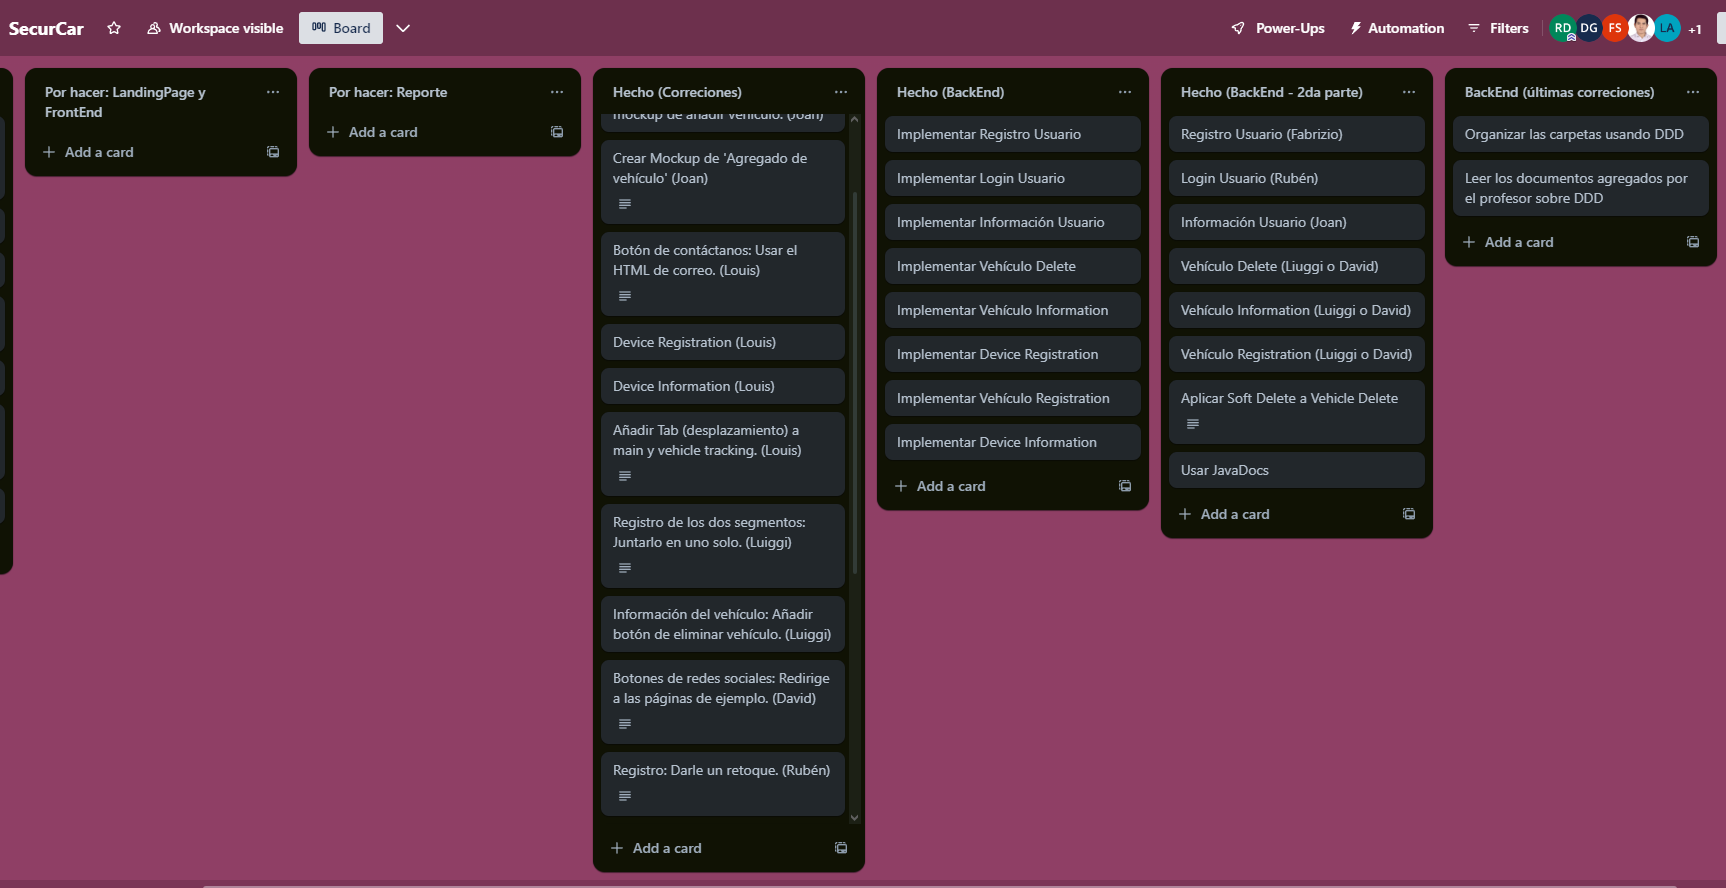 SecurCar
Workspace visible
Board
Power-Ups
Automation
Filters
RD
DG
FS
LA
+1
Por hacer: LandingPage y
FrontEnd
Add a card
Por hacer: Reporte
Add a card
Hecho (Correciones)
mockup de añadir vehículo. (Joan)
Crear Mockup de 'Agregado de
vehículo' (Joan)
Botón de contáctanos: Usar el
HTML de correo. (Louis)
Device Registration (Louis)
Device Information (Louis)
Añadir Tab (desplazamiento) a
main y vehicle tracking. (Louis)
Registro de los dos segmentos:
Juntarlo en uno solo. (Luiggi)
Información del vehículo: Añadir
botón de eliminar vehículo. (Luiggi)
Botones de redes sociales: Redirige
a las páginas de ejemplo. (David)
Registro: Darle un retoque. (Rubén)
Add a card
Hecho (BackEnd)
Implementar Registro Usuario
Implementar Login Usuario
Implementar Información Usuario
Implementar Vehículo Delete
Implementar Vehículo Information
Implementar Device Registration
Implementar Vehículo Registration
Implementar Device Information
Add a card
Hecho (BackEnd - 2da parte)
Registro Usuario (Fabrizio)
Login Usuario (Rubén)
Información Usuario (Joan)
Vehículo Delete (Liuggi o David)
Vehículo Information (Luiggi o David)
Vehículo Registration (Luiggi o David)
Aplicar Soft Delete a Vehicle Delete
Usar JavaDocs
Add a card
BackEnd (últimas correciones)
Organizar las carpetas usando DDD
Leer los documentos agregados por
el profesor sobre DDD
Add a card